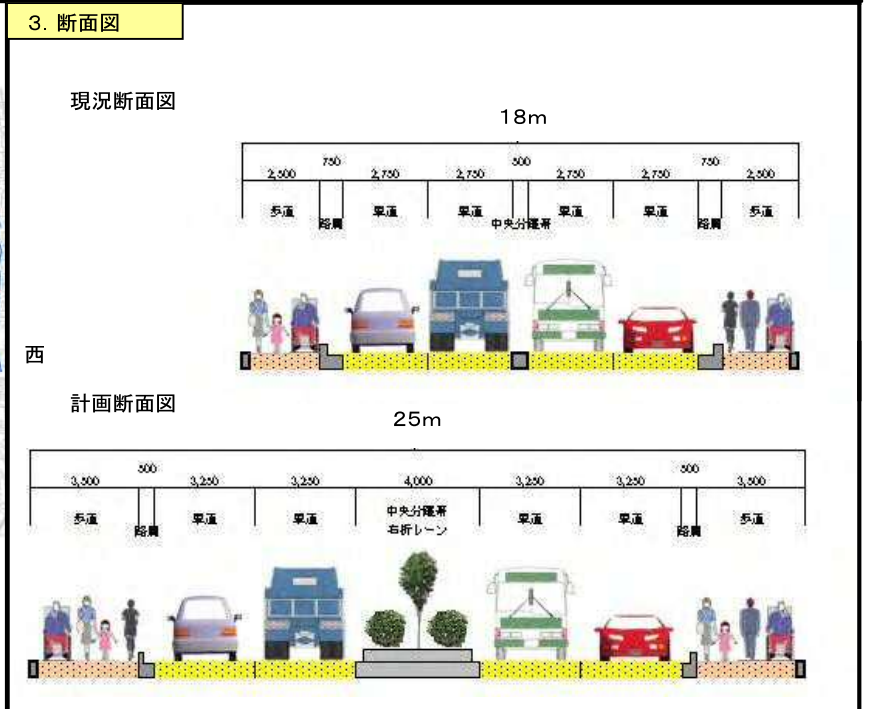 3．断面図
現況断面図
18m
750 500 750
2,500 2,750 2,750 2,750 2,750 2,500
歩道 車道 車道 車道 車道 歩道
路肩 中央分離帯 路肩
西
計画断面図
25m
500 500
3,500 3,250 3,250 4,000 3,250 3,250 3,500
歩道 車道 車道 中央分離帯 車道 車道 歩道
路肩 右折レーン 路肩